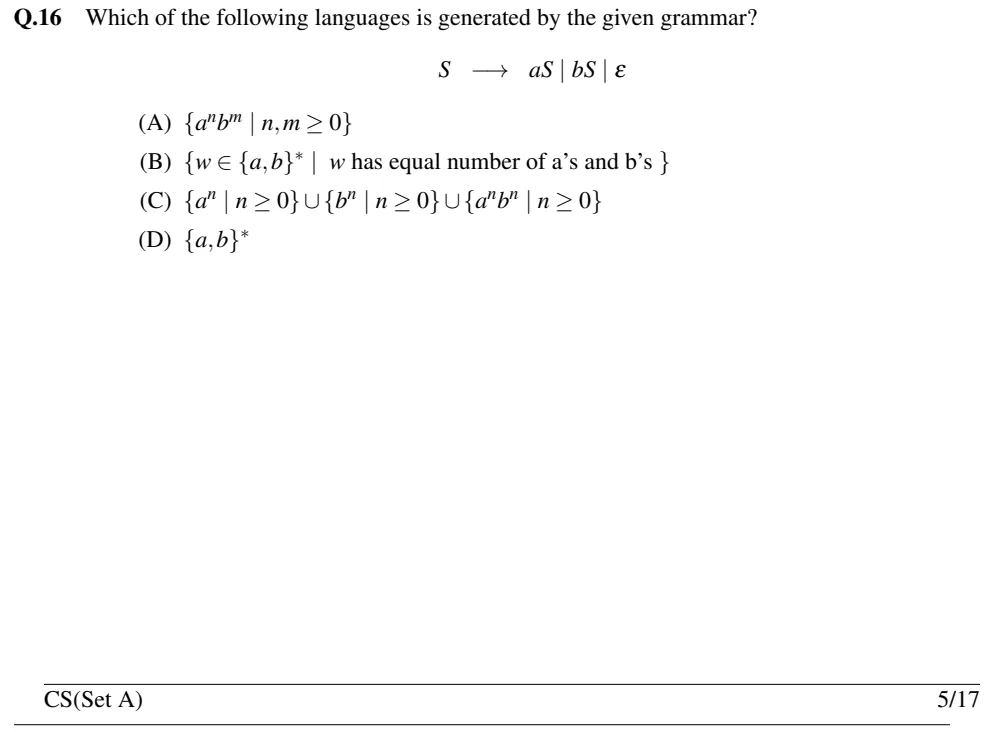 Q.16 Which of the following languages is generated by the given grammar?
S ⟶ aS | bS | ε
(A) {aⁿbᵐ | n,m ≥ 0}
(B) {w ∈ {a,b}* | w has equal number of a's and b's }
(C) {aⁿ | n ≥ 0} ∪ {bⁿ | n ≥ 0} ∪ {aⁿbⁿ | n ≥ 0}
(D) {a,b}*
CS(Set A) 5/17